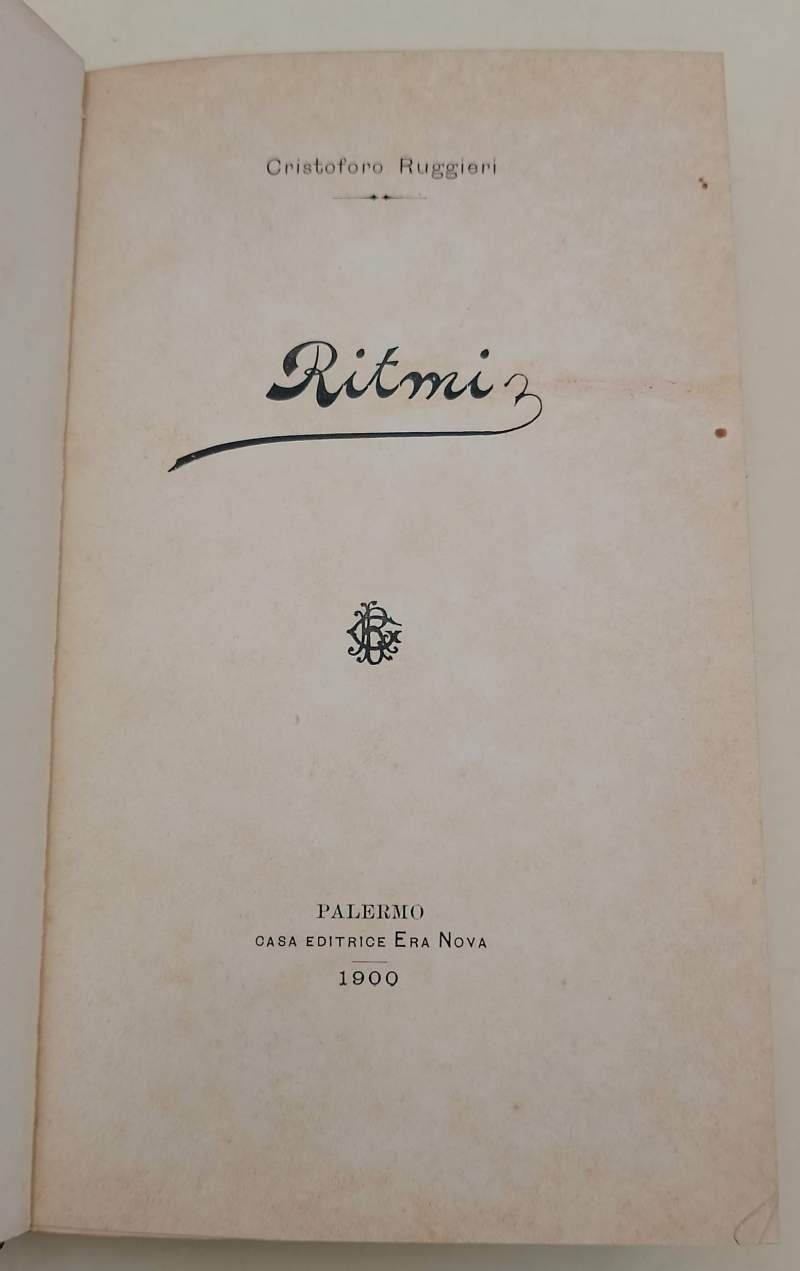 Cristoforo Ruggieri
Ritmi
PALERMO
CASA EDITRICE ERA NOVA
1900